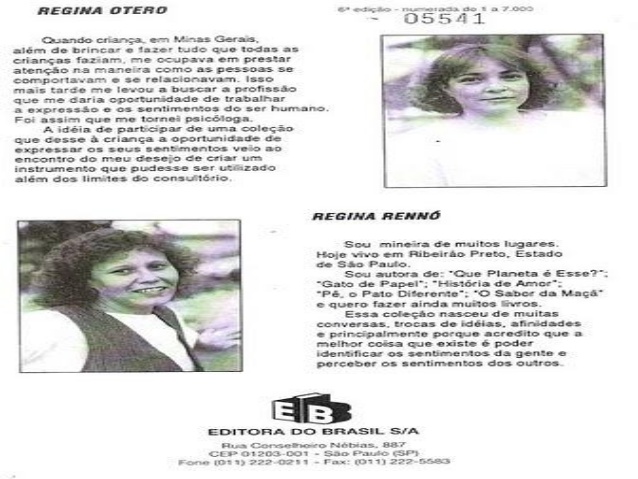 REGINA OTERO
6ª edição - numerada de 1 a 7.000
05541
Quando criança, em Minas Gerais,
além de brincar e fazer tudo que todas as
crianças faziam, me ocupava em prestar
atenção na maneira como as pessoas se
comportavam e se relacionavam. Isso
mais tarde me levou a buscar a profissão
que me daria oportunidade de trabalhar
a expressão e os sentimentos do ser humano.
Foi assim que me tornei psicóloga.
A idéia de participar de uma coleção
que desse à criança a oportunidade de
expressar os seus sentimentos veio ao
encontro do meu desejo de criar um
instrumento que pudesse ser utilizado
além dos limites do consultório.
REGINA RENNÓ
Sou mineira de muitos lugares.
Hoje vivo em Ribeirão Preto, Estado
de São Paulo.
Sou autora de: "Que Planeta é Esse?";
"Gato de Papel"; "História de Amor";
"Pê, o Pato Diferente"; "O Sabor da Maçã"
e quero fazer ainda muitos livros.
Essa coleção nasceu de muitas
conversas, trocas de idéias, afinidades
e principalmente porque acredito que a
melhor coisa que existe é poder
identificar os sentimentos da gente e
perceber os sentimentos dos outros.
EB
EDITORA DO BRASIL S/A
Rua Conselheiro Nébias, 887
CEP 01203-001 - São Paulo (SP)
Fone (011) 222-0211 - Fax: (011) 222-5583